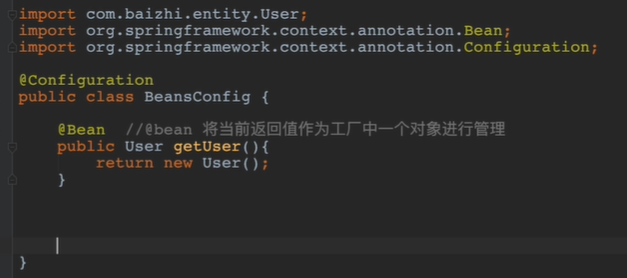 import com.baizhi.entity.User;
import org.springframework.context.annotation.Bean;
import org.springframework.context.annotation.Configuration;
@Configuration
public class BeansConfig {
@Bean //@bean 将当前返回值作为工厂中一个对象进行管理
public User getUser(){
return new User();
}
}